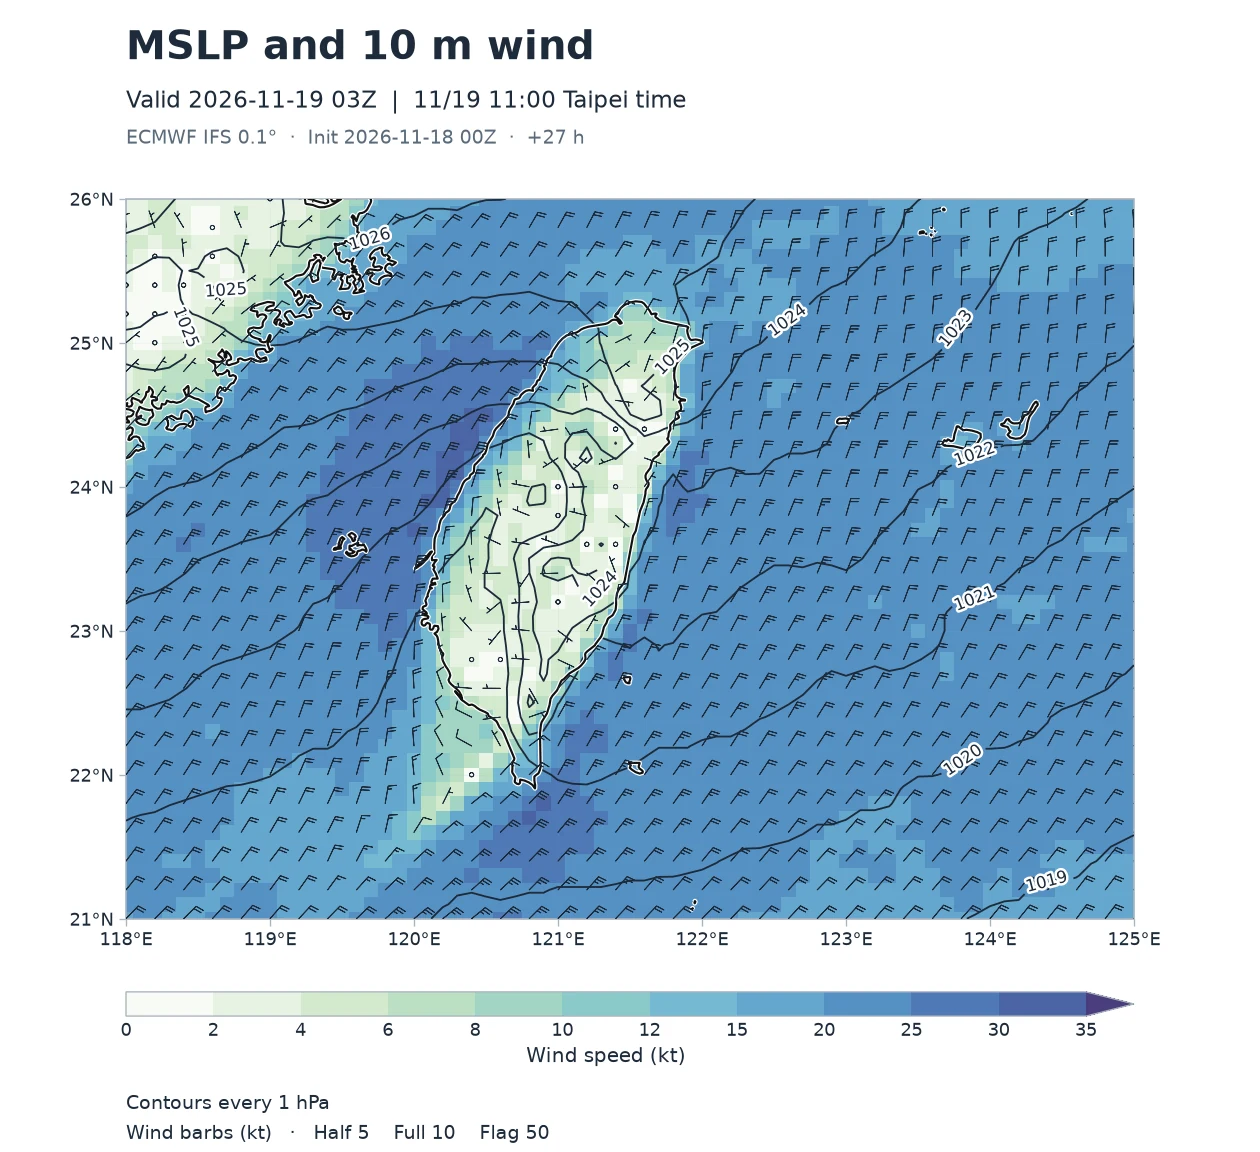 MSLP and 10 m wind
Valid 2026-11-19 03Z | 11/19 11:00 Taipei time
ECMWF IFS 0.1° · Init 2026-11-18 00Z · +27 h
26°N
1026
1025
1025
1024
1023
25°N
1025
1022
24°N
1024
1021
23°N
1020
22°N
1019
21°N
118°E 119°E 120°E 121°E 122°E 123°E 124°E 125°E
0 2 4 6 8 10 12 15 20 25 30 35
Wind speed (kt)
Contours every 1 hPa
Wind barbs (kt) · Half 5 Full 10 Flag 50